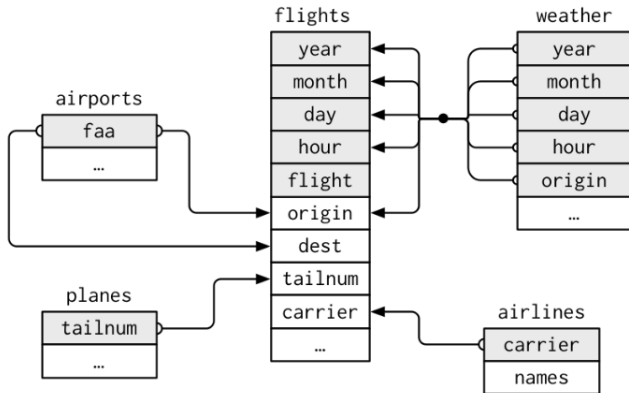 flights
year
month
day
hour
flight
origin
dest
tailnum
carrier
…
weather
year
month
day
hour
origin
…
airports
faa
…
planes
tailnum
…
airlines
carrier
names